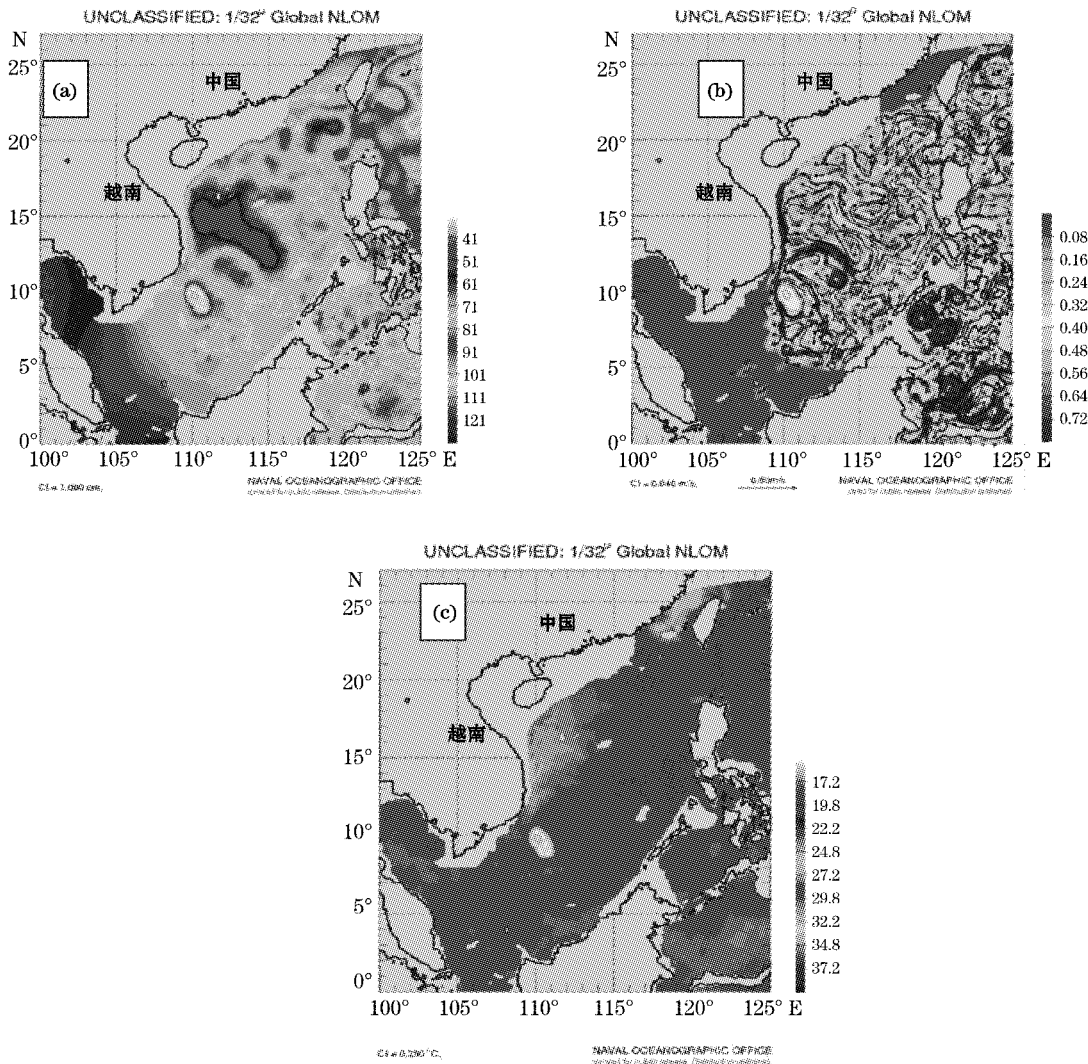 UNCLASSIFIED: 1/32° Global NLOM
N
25°
20°
15°
10°
5°
0°
(a)
中国
越南
41
51
61
71
81
91
101
111
121
100° 105° 110° 115° 120° 125° E
NAVAL OCEANOGRAPHIC OFFICE
UNCLASSIFIED: 1/32° Global NLOM
N
25°
20°
15°
10°
5°
0°
(b)
中国
越南
0.08
0.16
0.24
0.32
0.40
0.48
0.56
0.64
0.72
100° 105° 110° 115° 120° 125° E
NAVAL OCEANOGRAPHIC OFFICE
UNCLASSIFIED: 1/32° Global NLOM
N
25°
20°
15°
10°
5°
0°
(c)
中国
越南
17.2
19.8
22.2
24.8
27.2
29.8
32.2
34.8
37.2
100° 105° 110° 115° 120° 125° E
NAVAL OCEANOGRAPHIC OFFICE